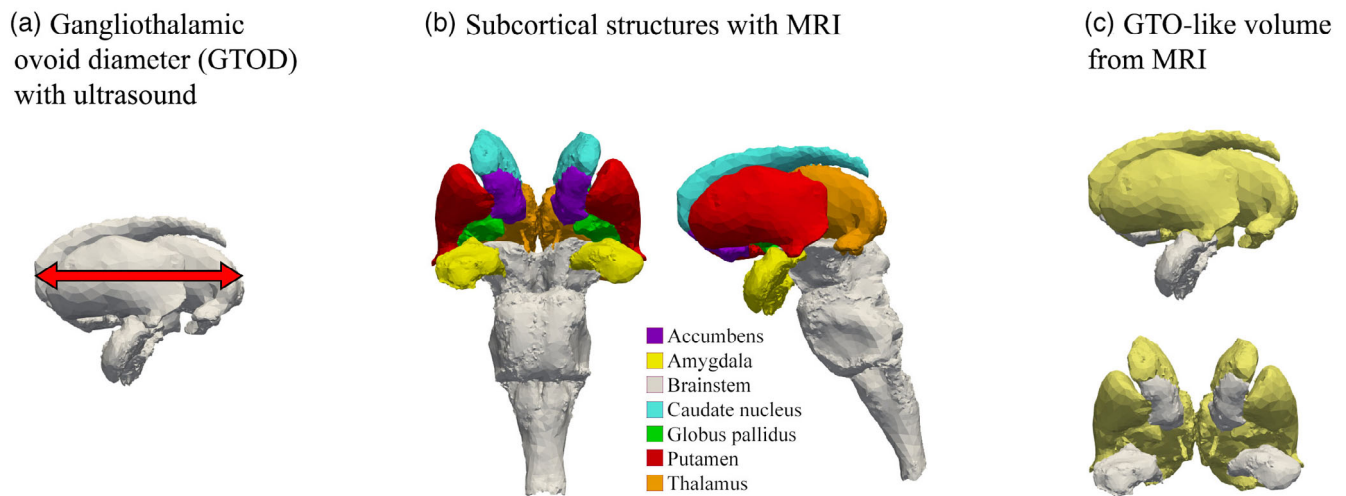 (a) Gangliothalamic
ovoid diameter (GTOD)
with ultrasound
(b) Subcortical structures with MRI
Accumbens
Amygdala
Brainstem
Caudate nucleus
Globus pallidus
Putamen
Thalamus
(c) GTO-like volume
from MRI